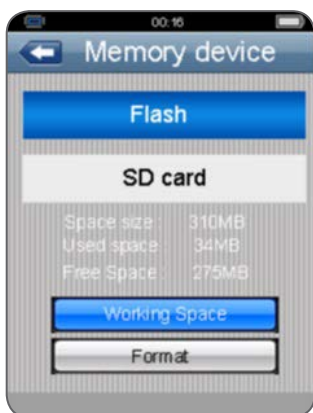 00:16
Memory device
Flash
SD card
Space size : 310MB
Used space : 34MB
Free Space : 275MB
Working Space
Format